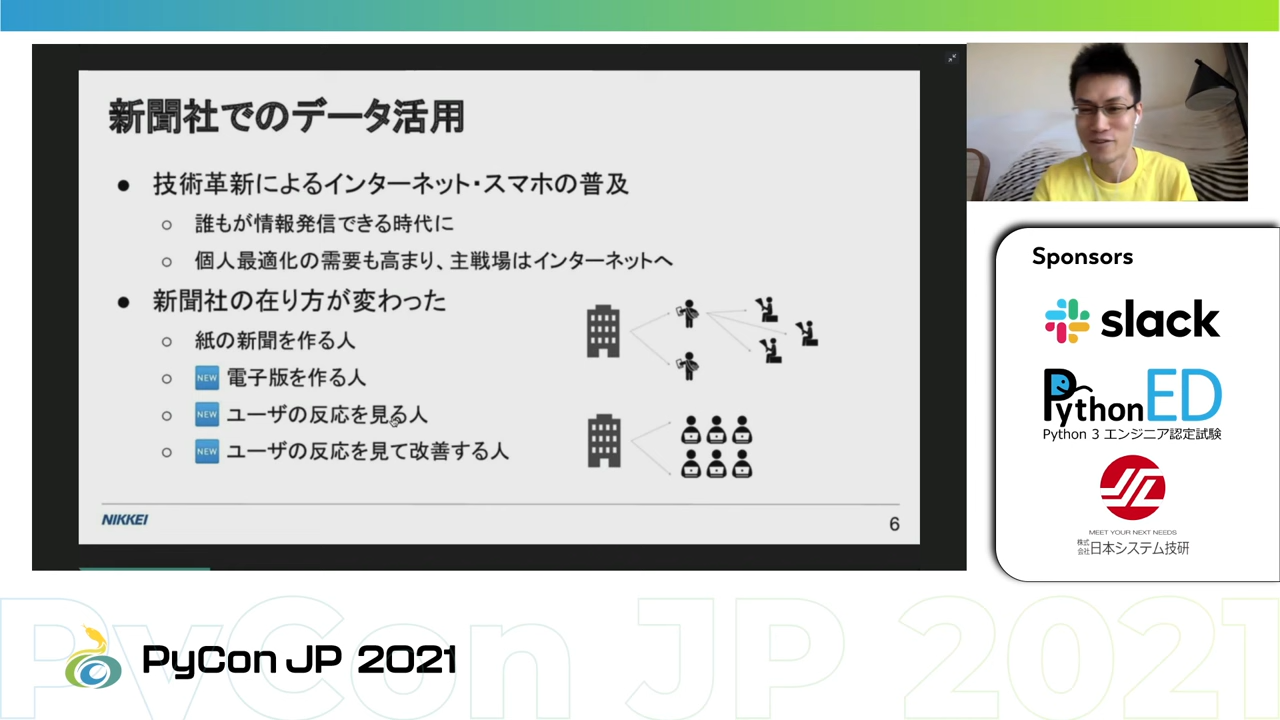 新聞社でのデータ活用
● 技術革新によるインターネット・スマホの普及
○ 誰もが情報発信できる時代に
○ 個人最適化の需要も高まり、主戦場はインターネットへ
● 新聞社の在り方が変わった
○ 紙の新聞を作る人
○ NEW 電子版を作る人
○ NEW ユーザの反応を見る人
○ NEW ユーザの反応を見て改善する人
NIKKEI
6
Sponsors
slack
PythonED
Python 3 エンジニア認定試験
MEET YOUR NEXT NEEDS
株式会社日本システム技研
PyCon JP 2021
PyCon JP 2021